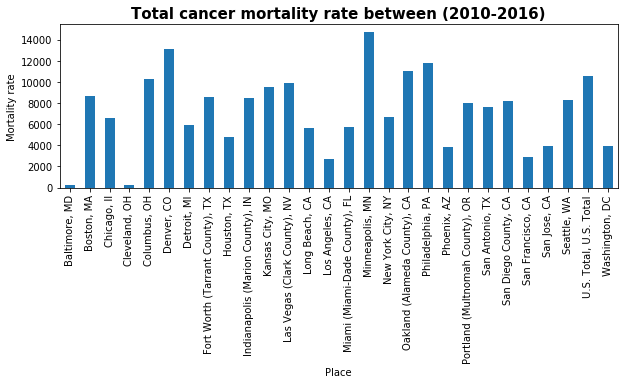 Total cancer mortality rate between (2010-2016)
Mortality rate
14000
12000
10000
8000
6000
4000
2000
0
Baltimore, MD
Boston, MA
Chicago, Il
Cleveland, OH
Columbus, OH
Denver, CO
Detroit, MI
Fort Worth (Tarrant County), TX
Houston, TX
Indianapolis (Marion County), IN
Kansas City, MO
Las Vegas (Clark County), NV
Long Beach, CA
Los Angeles, CA
Miami (Miami-Dade County), FL
Minneapolis, MN
New York City, NY
Oakland (Alameda County), CA
Philadelphia, PA
Phoenix, AZ
Portland (Multnomah County), OR
San Antonio, TX
San Diego County, CA
San Francisco, CA
San Jose, CA
Seattle, WA
U.S. Total, U.S. Total
Washington, DC
Place